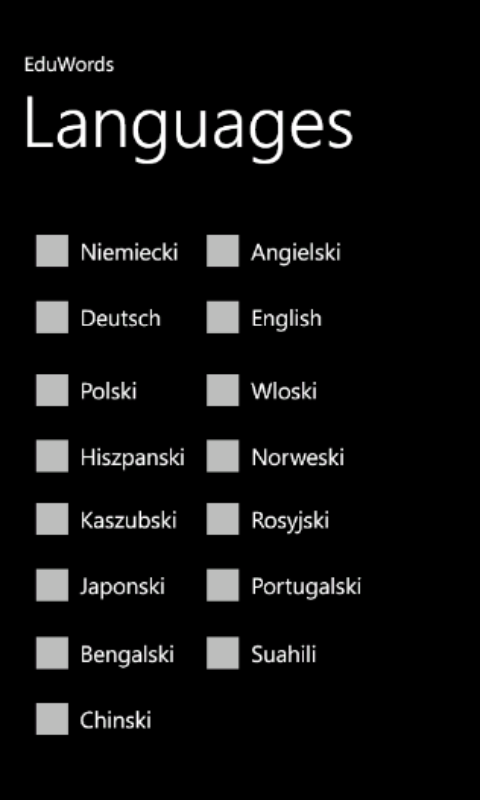 EduWords
Languages
Niemiecki Angielski
Deutsch English
Polski Wloski
Hiszpanski Norweski
Kaszubski Rosyjski
Japonski Portugalski
Bengalski Suahili
Chinski